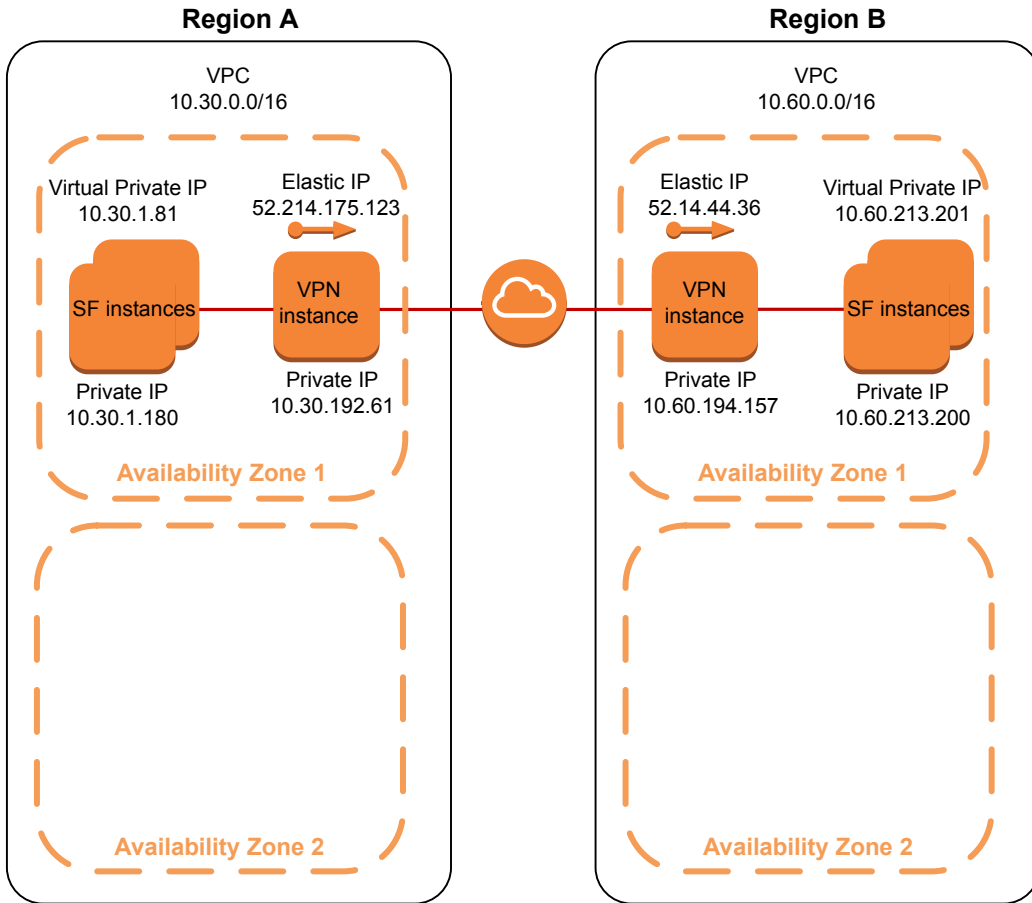 Region A
VPC
10.30.0.0/16
Virtual Private IP
10.30.1.81
Elastic IP
52.214.175.123
SF instances
VPN
instance
Private IP
10.30.1.180
Private IP
10.30.192.61
Availability Zone 1
Availability Zone 2
Region B
VPC
10.60.0.0/16
Elastic IP
52.14.44.36
Virtual Private IP
10.60.213.201
VPN
instance
SF instances
Private IP
10.60.194.157
Private IP
10.60.213.200
Availability Zone 1
Availability Zone 2